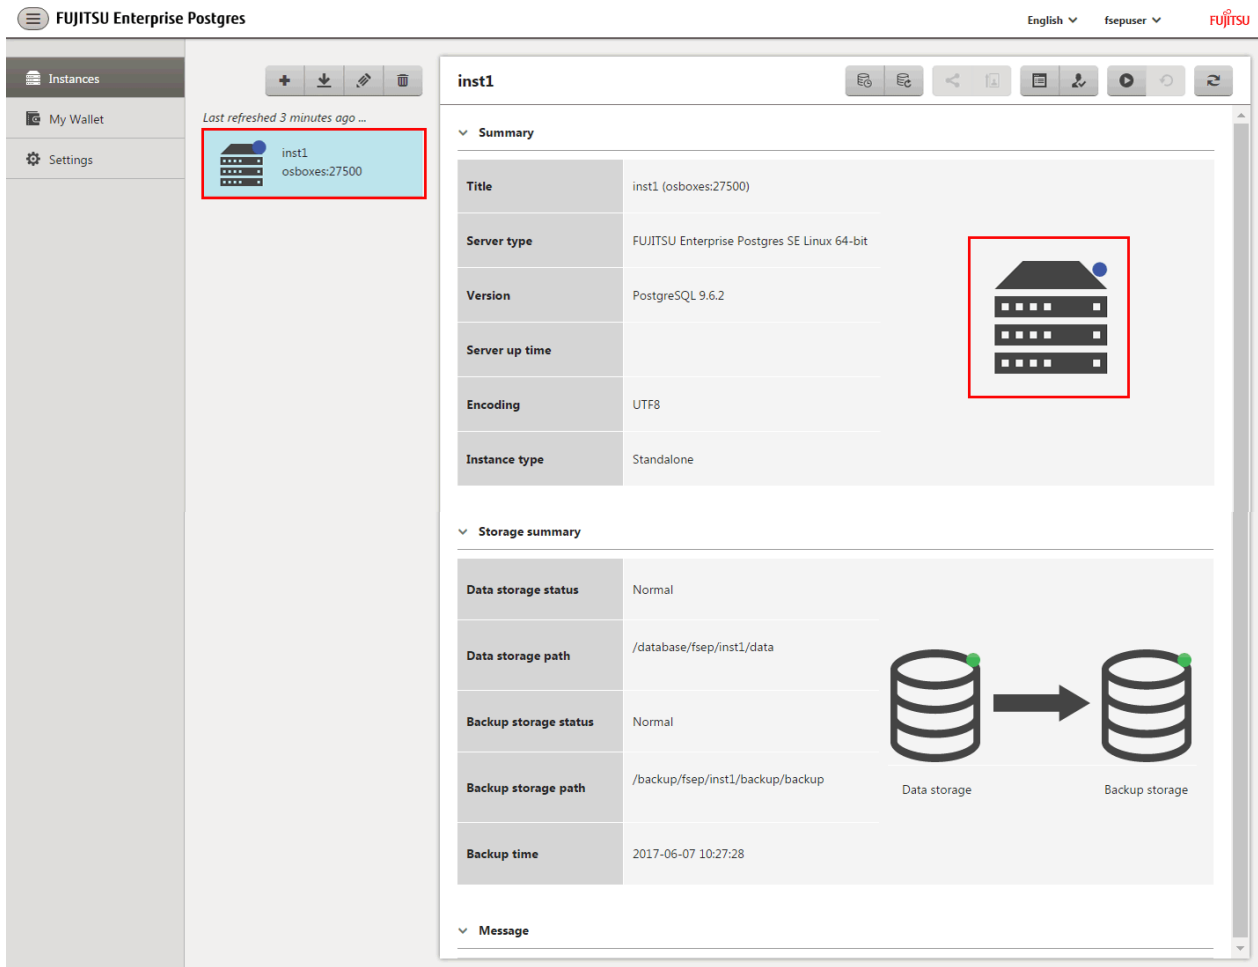 FUJITSU Enterprise Postgres
English
fsepuser
FUJITSU
Instances
My Wallet
Settings
Last refreshed 3 minutes ago ...
inst1
osboxes:27500
inst1
Summary
Title
inst1 (osboxes:27500)
Server type
FUJITSU Enterprise Postgres SE Linux 64-bit
Version
PostgreSQL 9.6.2
Server up time
Encoding
UTF8
Instance type
Standalone
Storage summary
Data storage status
Normal
Data storage path
/database/fsep/inst1/data
Backup storage status
Normal
Backup storage path
/backup/fsep/inst1/backup/backup
Backup time
2017-06-07 10:27:28
Data storage
Backup storage
Message